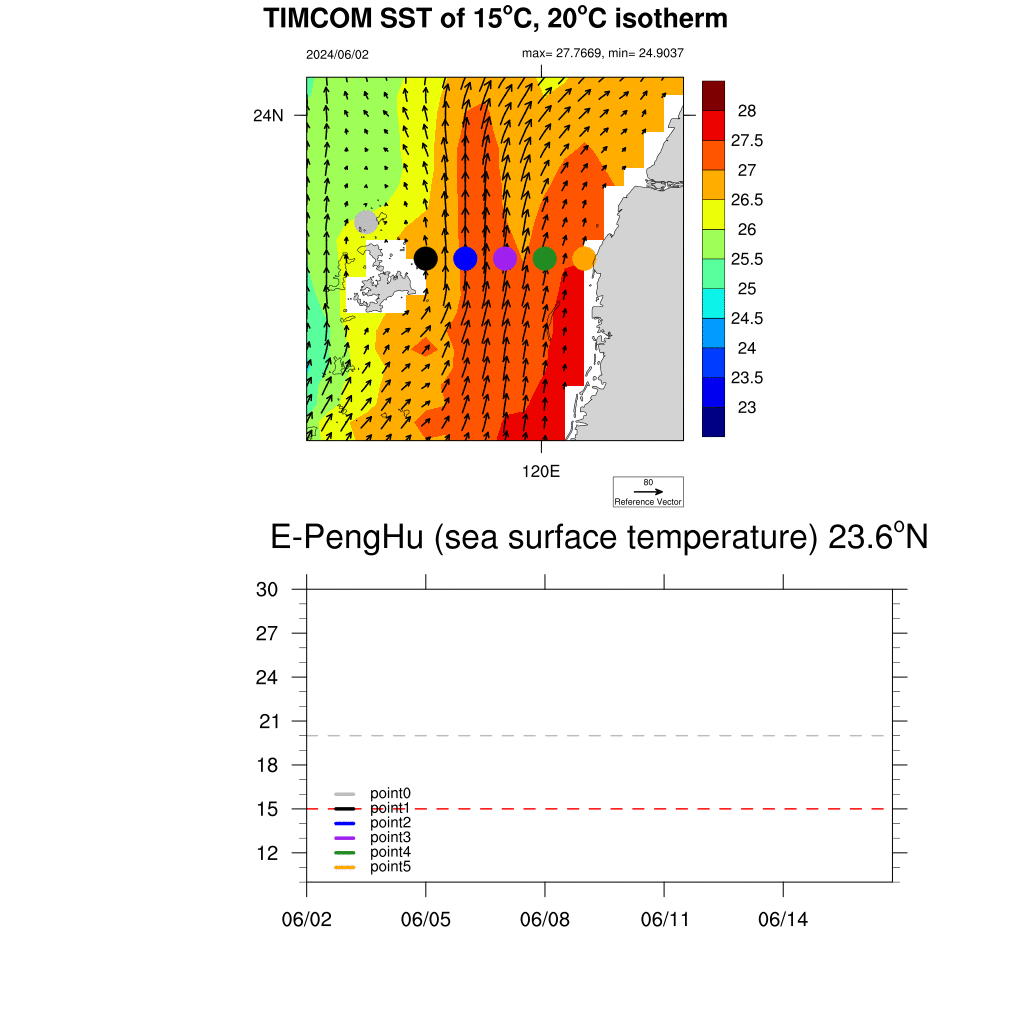 TIMCOM SST of 15°C, 20°C isotherm
2024/06/02
max= 27.7669, min= 24.9037
24N
28
27.5
27
26.5
26
25.5
25
24.5
24
23.5
23
120E
80
Reference Vector
E-PengHu (sea surface temperature) 23.6°N
30
27
24
21
18
15
12
point0
point1
point2
point3
point4
point5
06/02 06/05 06/08 06/11 06/14